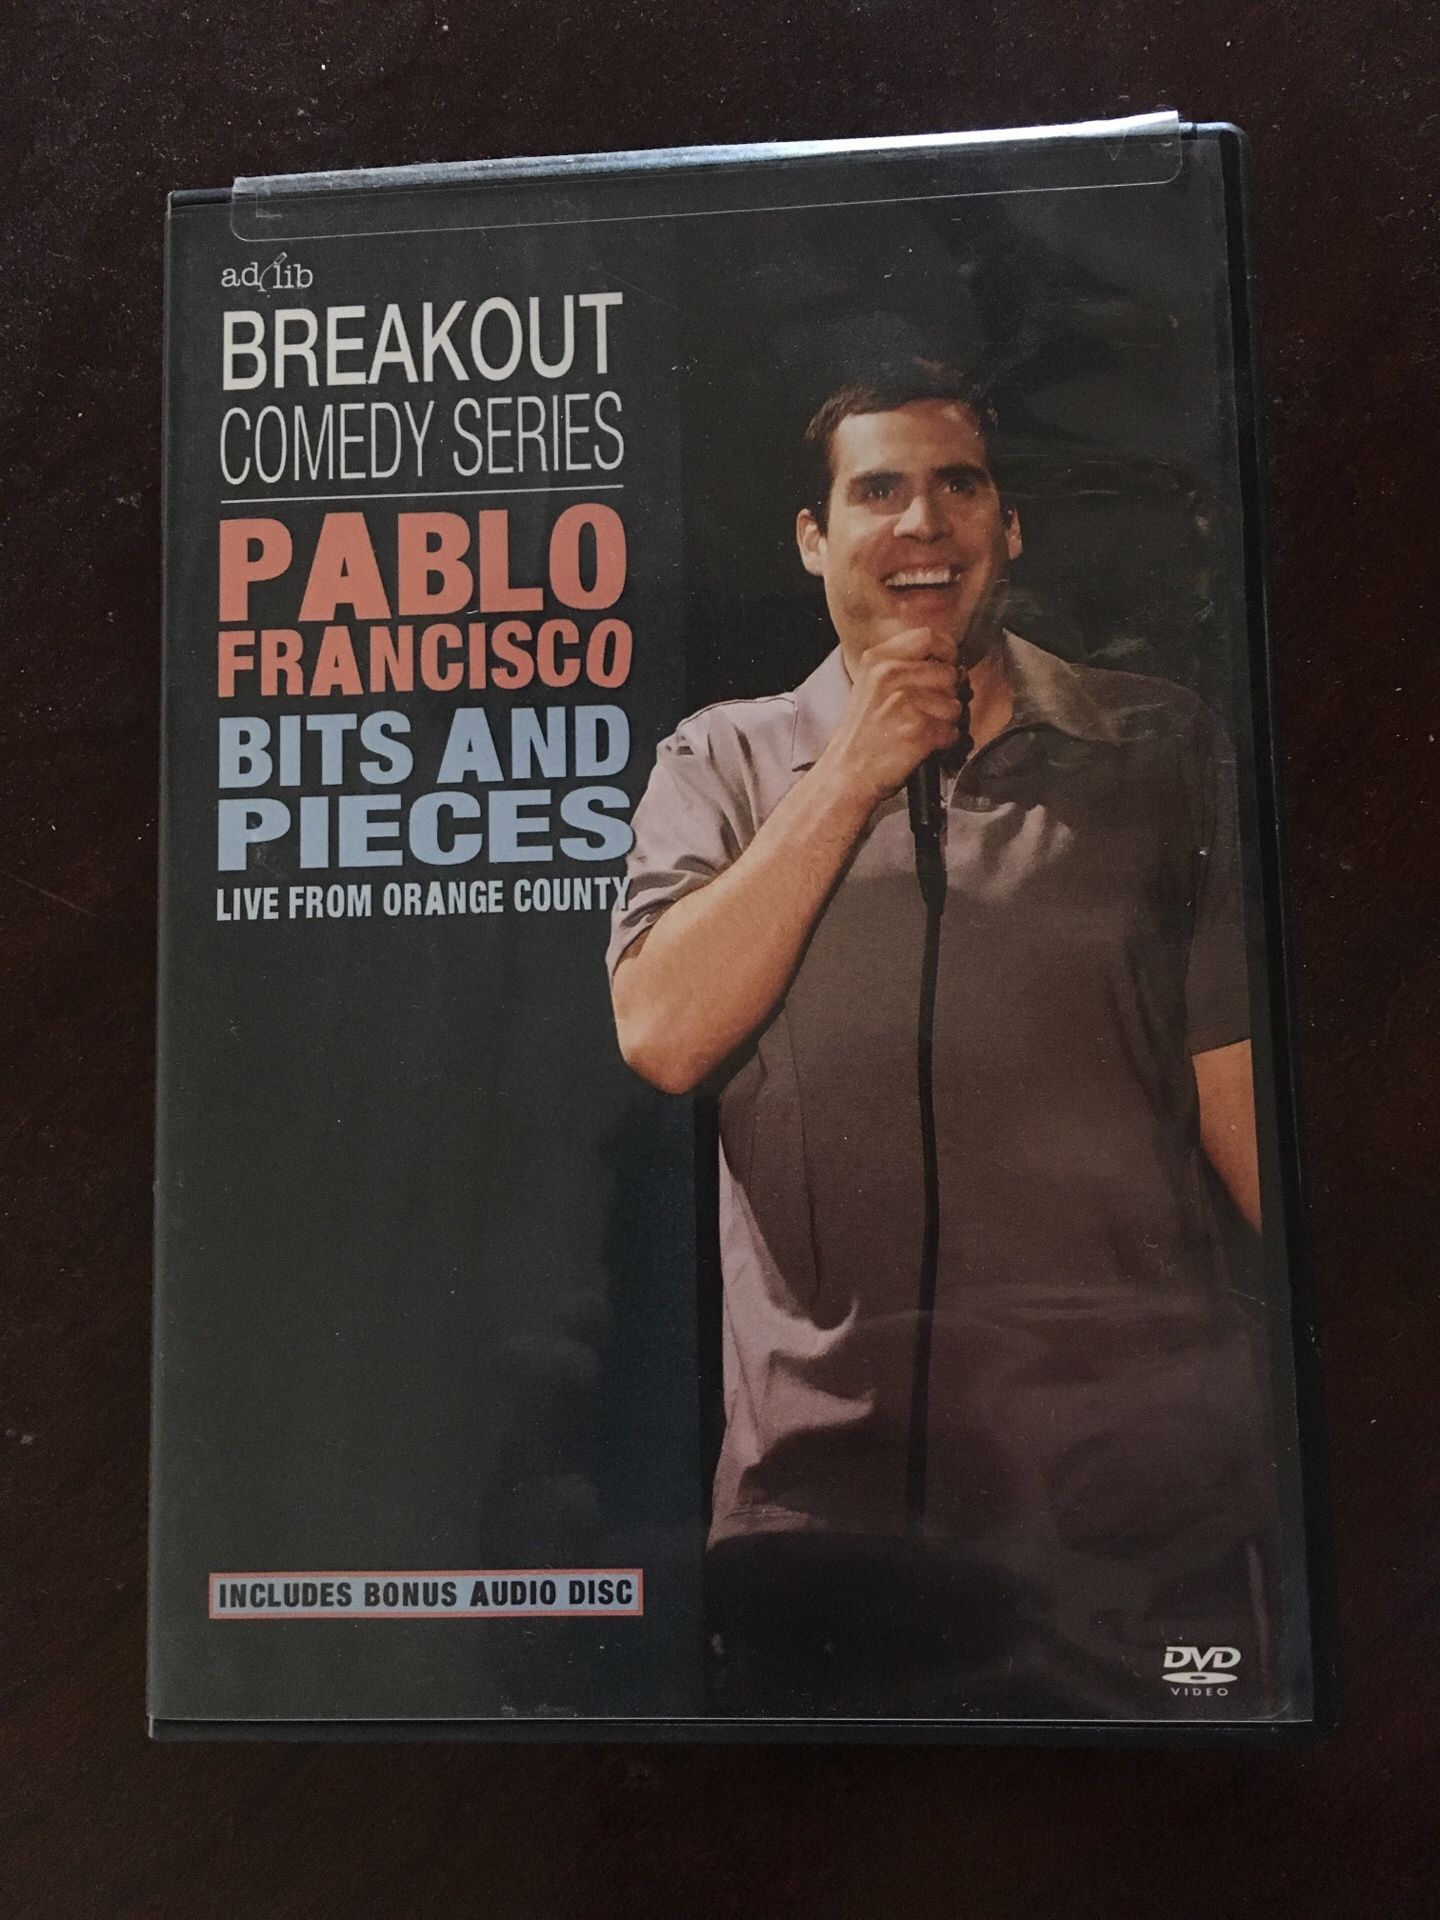 ad lib
BREAKOUT
COMEDY SERIES
PABLO
FRANCISCO
BITS AND
PIECES
LIVE FROM ORANGE COUNTY
INCLUDES BONUS AUDIO DISC
DVD
VIDEO